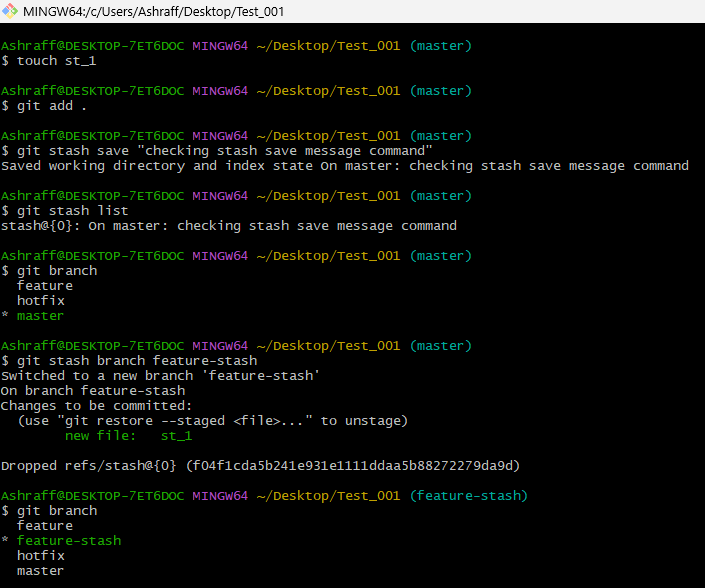 MINGW64:/c/Users/Ashraff/Desktop/Test_001
Ashraff@DESKTOP-7ET6DOC MINGW64 ~/Desktop/Test_001 (master)
$ touch st_1
Ashraff@DESKTOP-7ET6DOC MINGW64 ~/Desktop/Test_001 (master)
$ git add .
Ashraff@DESKTOP-7ET6DOC MINGW64 ~/Desktop/Test_001 (master)
$ git stash save "checking stash save message command"
Saved working directory and index state On master: checking stash save message command
Ashraff@DESKTOP-7ET6DOC MINGW64 ~/Desktop/Test_001 (master)
$ git stash list
stash@{0}: On master: checking stash save message command
Ashraff@DESKTOP-7ET6DOC MINGW64 ~/Desktop/Test_001 (master)
$ git branch
  feature
  hotfix
* master
Ashraff@DESKTOP-7ET6DOC MINGW64 ~/Desktop/Test_001 (master)
$ git stash branch feature-stash
Switched to a new branch 'feature-stash'
On branch feature-stash
Changes to be committed:
  (use "git restore --staged <file>..." to unstage)
        new file:   st_1
Dropped refs/stash@{0} (f04f1cda5b241e931e1111ddaa5b88272279da9d)
Ashraff@DESKTOP-7ET6DOC MINGW64 ~/Desktop/Test_001 (feature-stash)
$ git branch
  feature
* feature-stash
  hotfix
  master